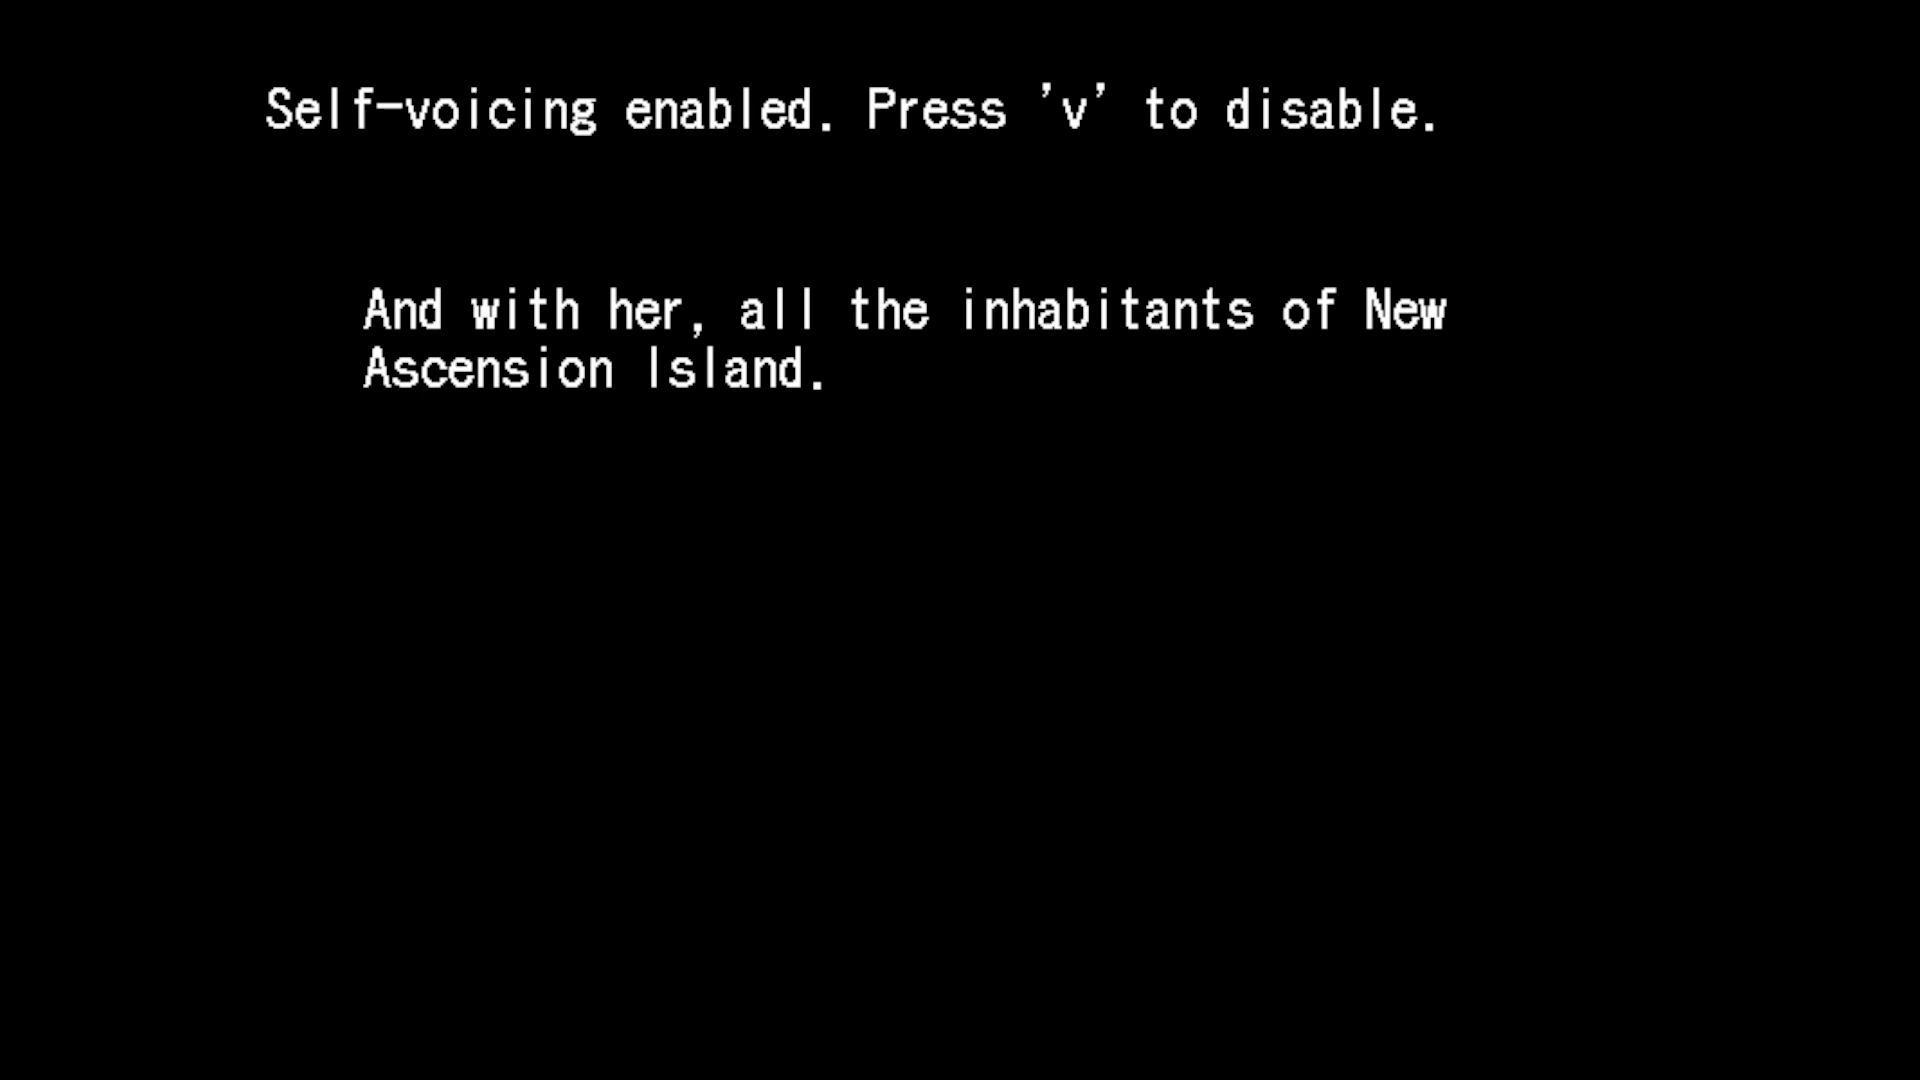 Self-voicing enabled. Press 'v' to disable.
And with her, all the inhabitants of New
Ascension Island.